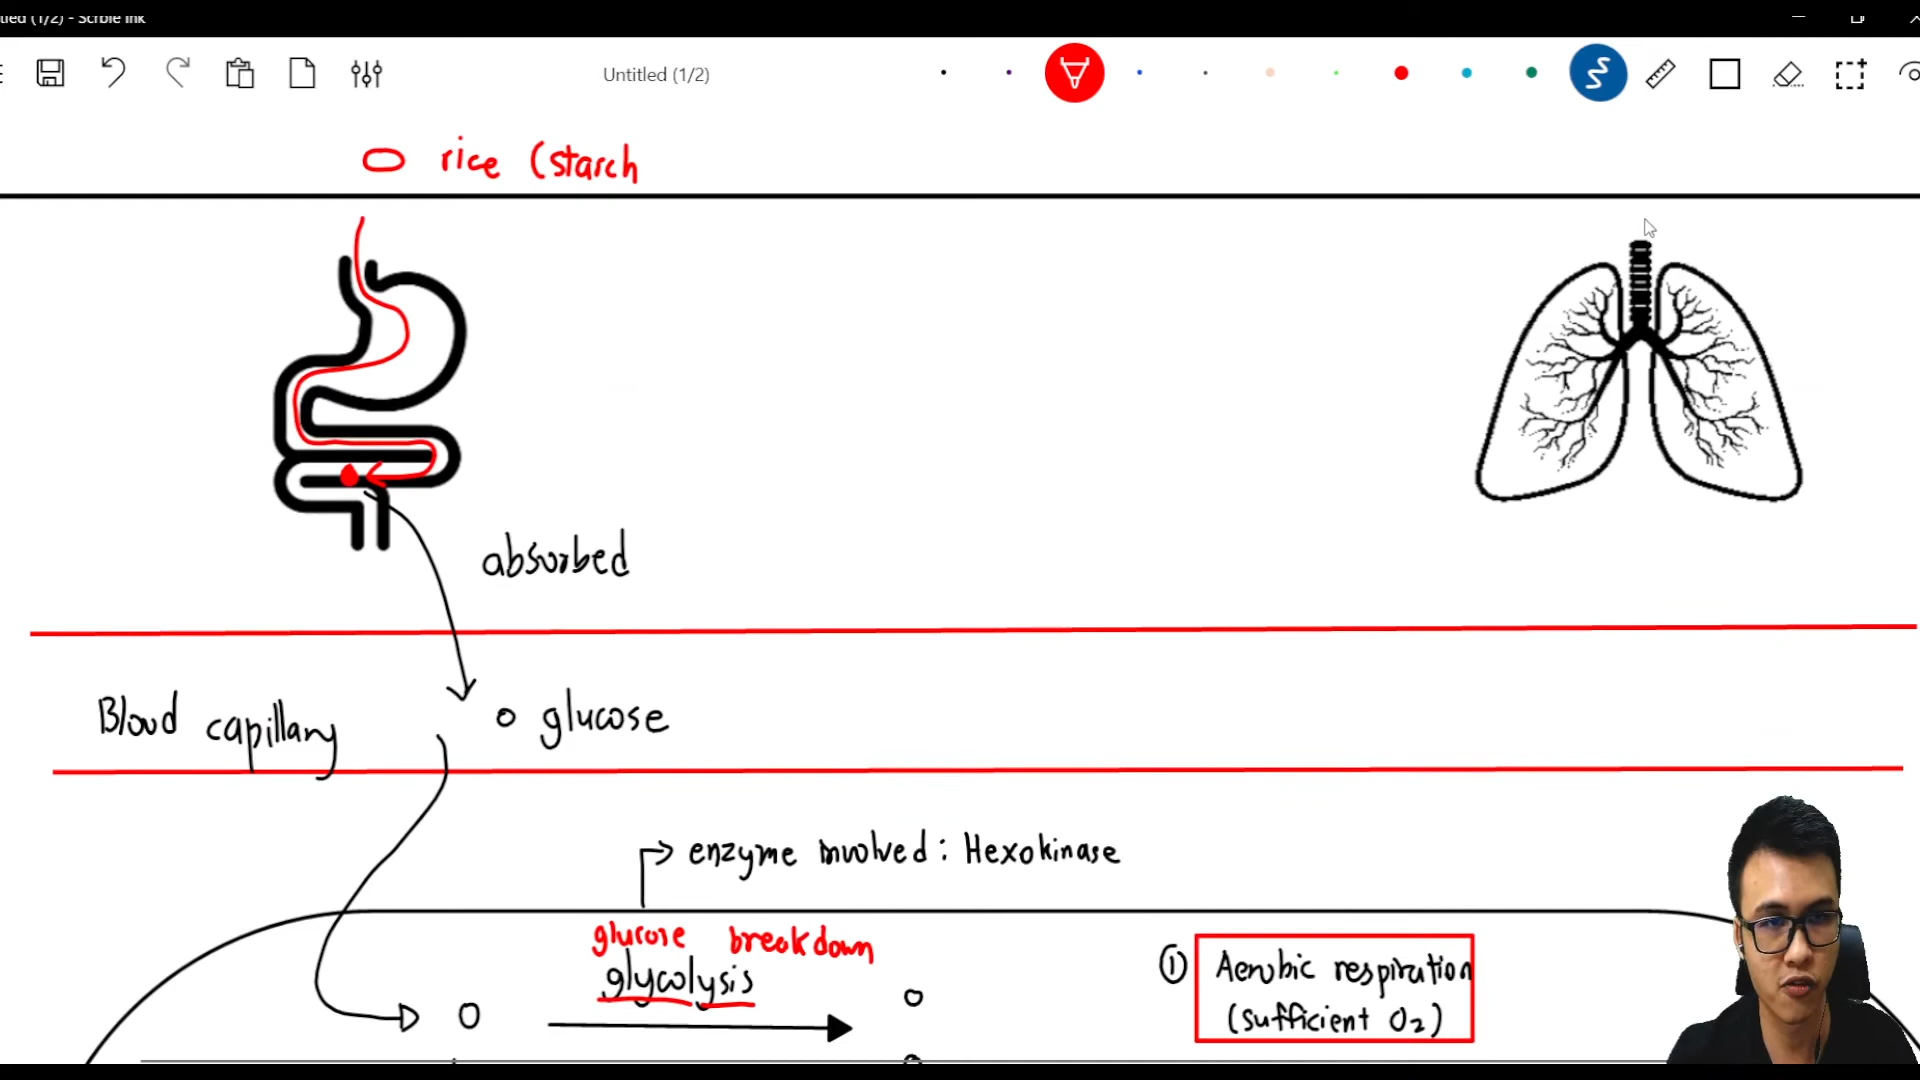 Untitled (1/2)
rice (starch
absorbed
Blood capillary
glucose
enzyme involved: Hexokinase
glucose breakdown
glycolysis
① Aerobic respiration
(sufficient O₂)